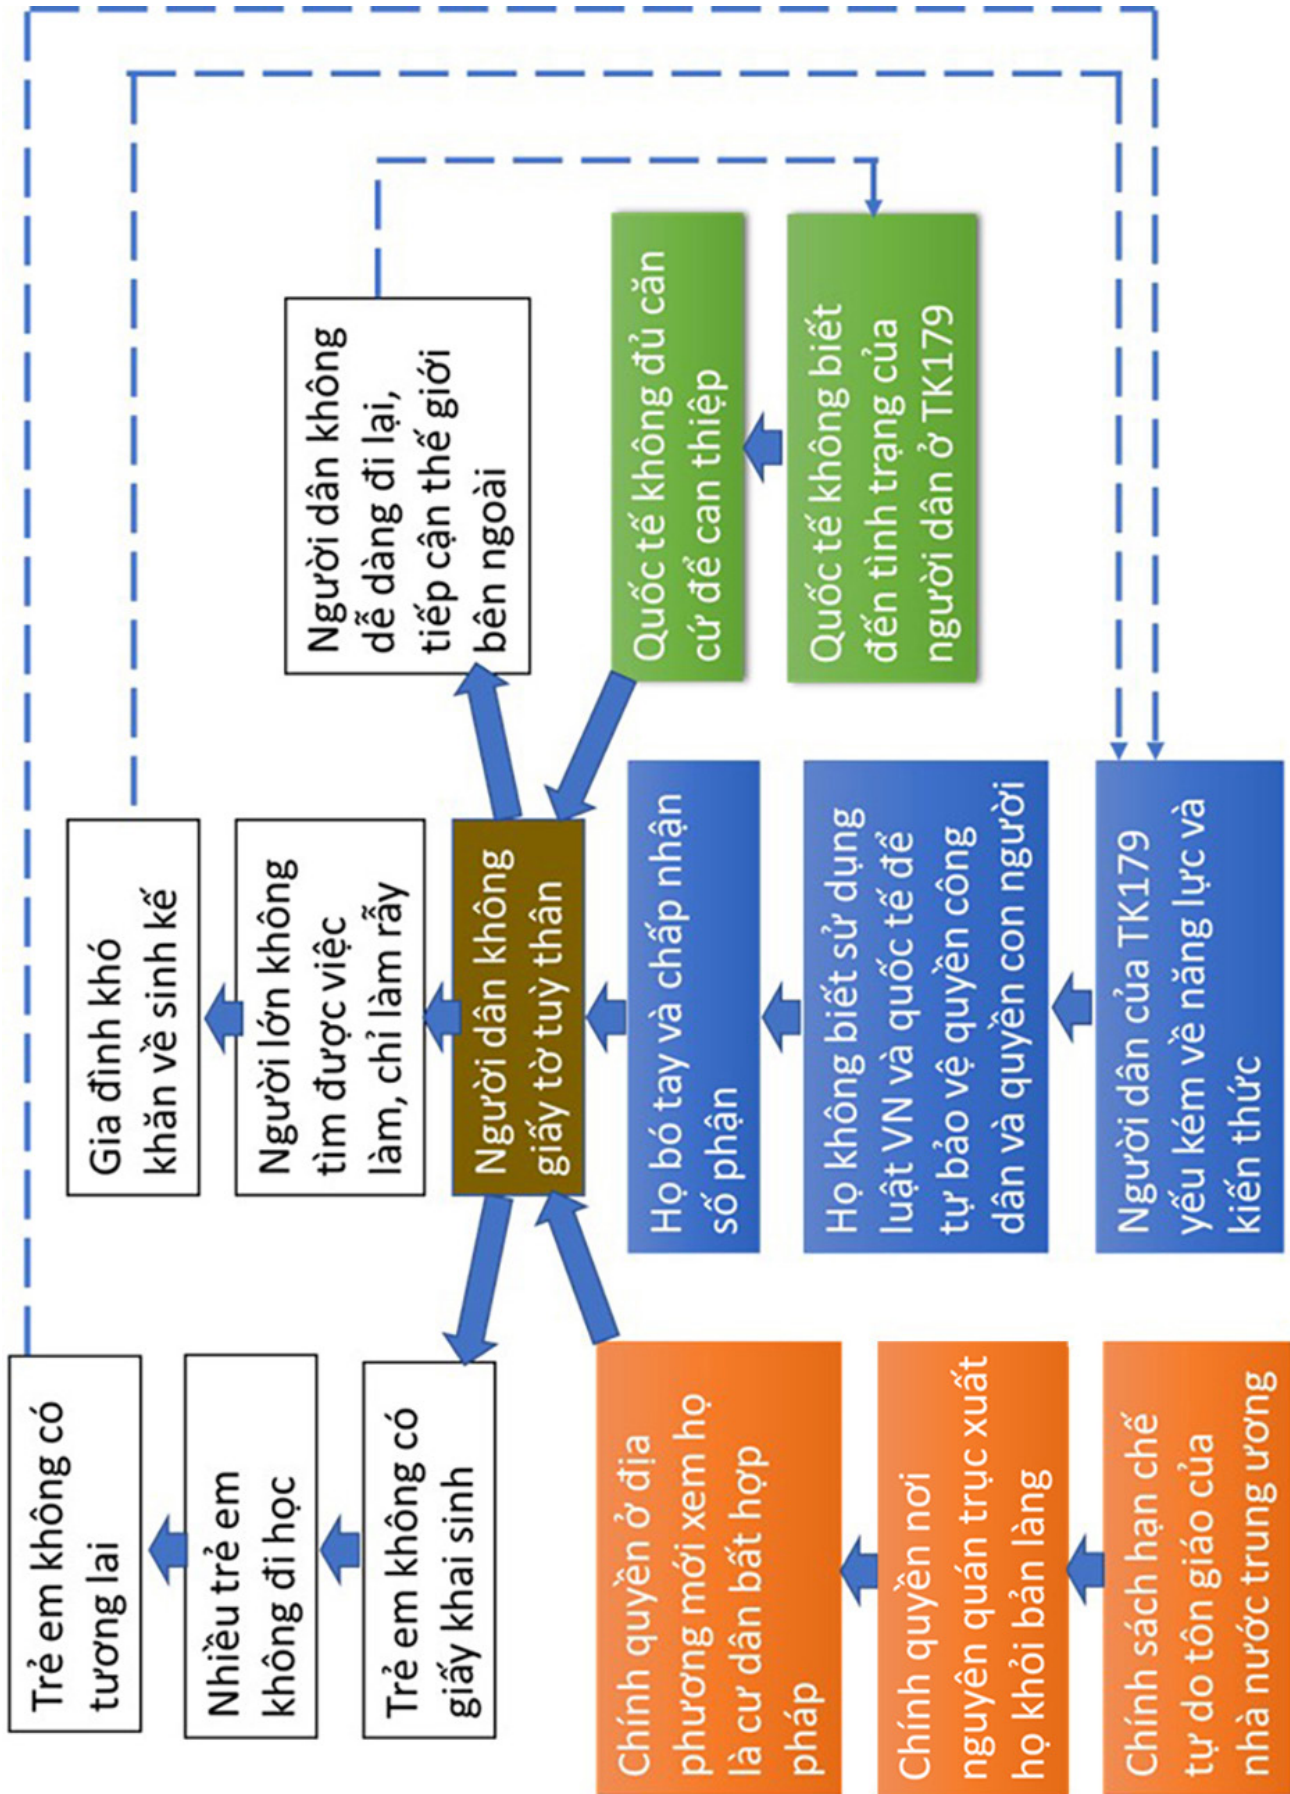 Trẻ em không có
tương lai
Nhiều trẻ em
không đi học
Trẻ em không có
giấy khai sinh
Gia đình khó
khăn về sinh kế
Người lớn không
tìm được việc
làm, chỉ làm rẫy
Người dân không
dễ dàng đi lại,
tiếp cận thế giới
bên ngoài
Người dân không
giấy tờ tuỳ thân
Chính quyền ở địa
phương mới xem họ
là cư dân bất hợp
pháp
Chính quyền nơi
nguyên quán trục xuất
họ khỏi bản làng
Chính sách hạn chế
tự do tôn giáo của
nhà nước trung ương
Họ bó tay và chấp nhận
số phận
Họ không biết sử dụng
luật VN và quốc tế để
tự bảo vệ quyền công
dân và quyền con người
Người dân của TK179
yếu kém về năng lực và
kiến thức
Quốc tế không đủ căn
cứ để can thiệp
Quốc tế không biết
đến tình trạng của
người dân ở TK179